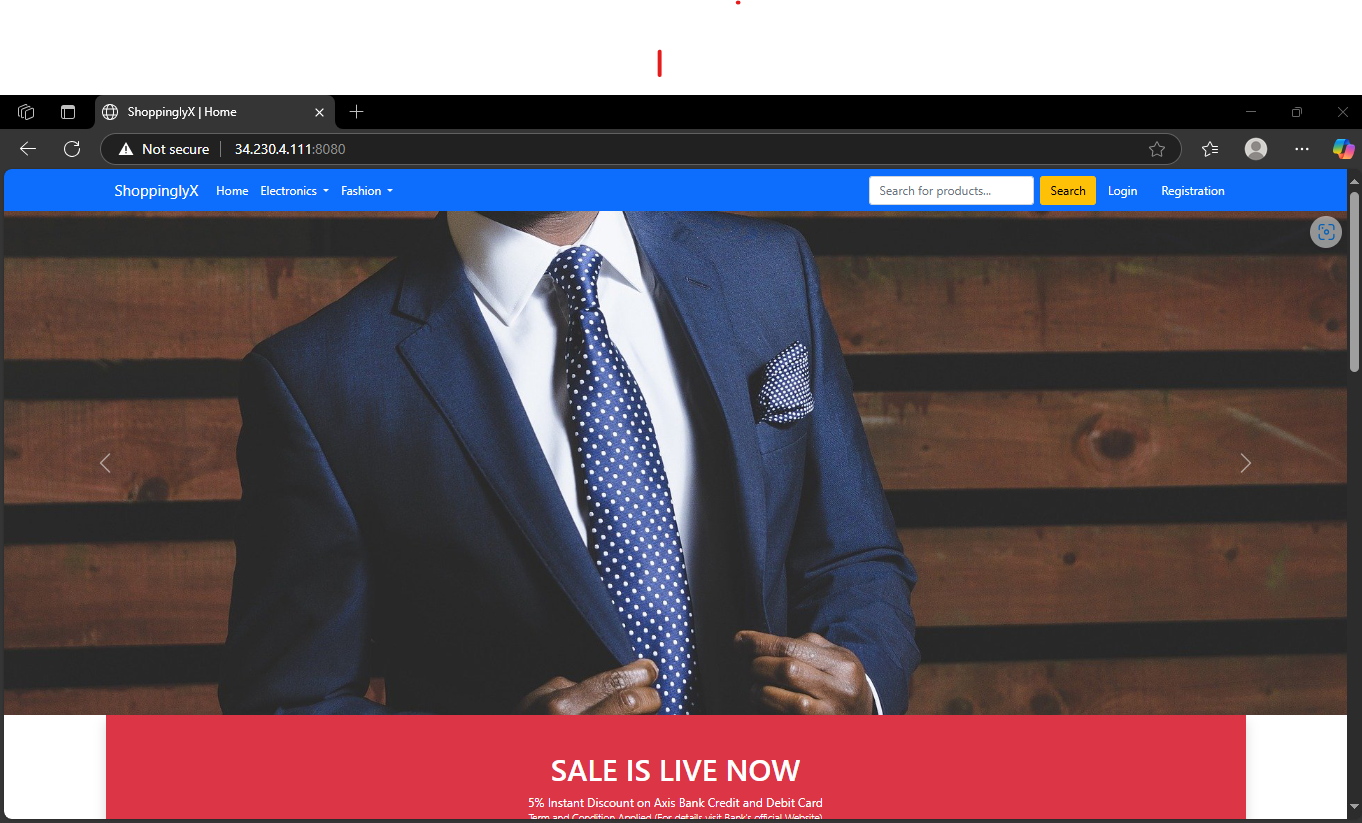 ShoppinglyX | Home
Not secure 34.230.4.111:8080
ShoppinglyX Home Electronics Fashion Search for products... Search Login Registration
SALE IS LIVE NOW
5% Instant Discount on Axis Bank Credit and Debit Card
Term and Condition Applied (For details visit Bank's official Website)